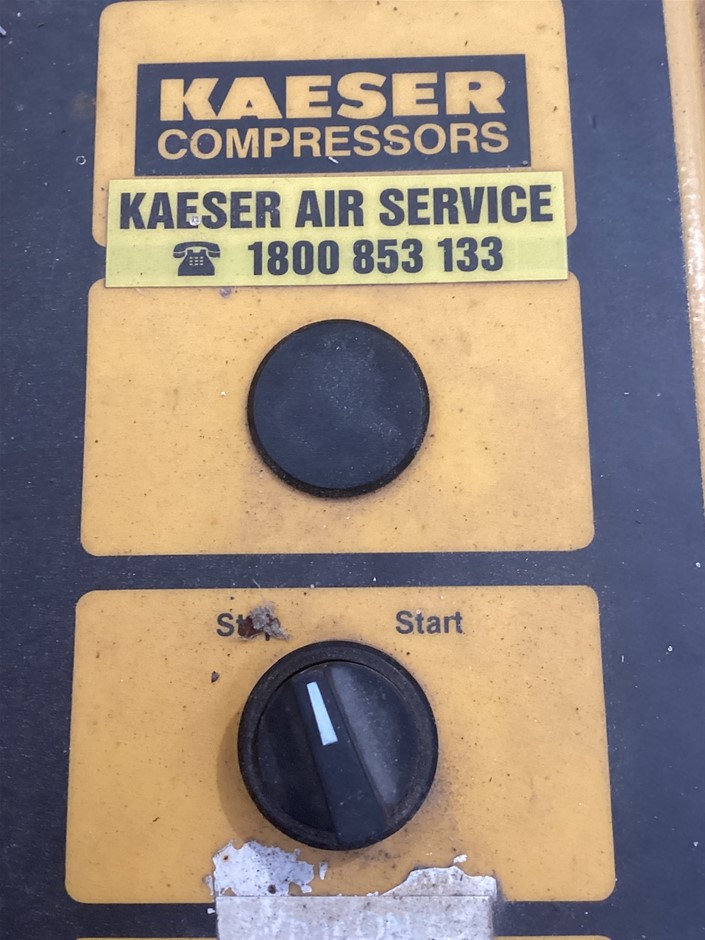 KAESER
COMPRESSORS
KAESER AIR SERVICE
1800 853 133
Start